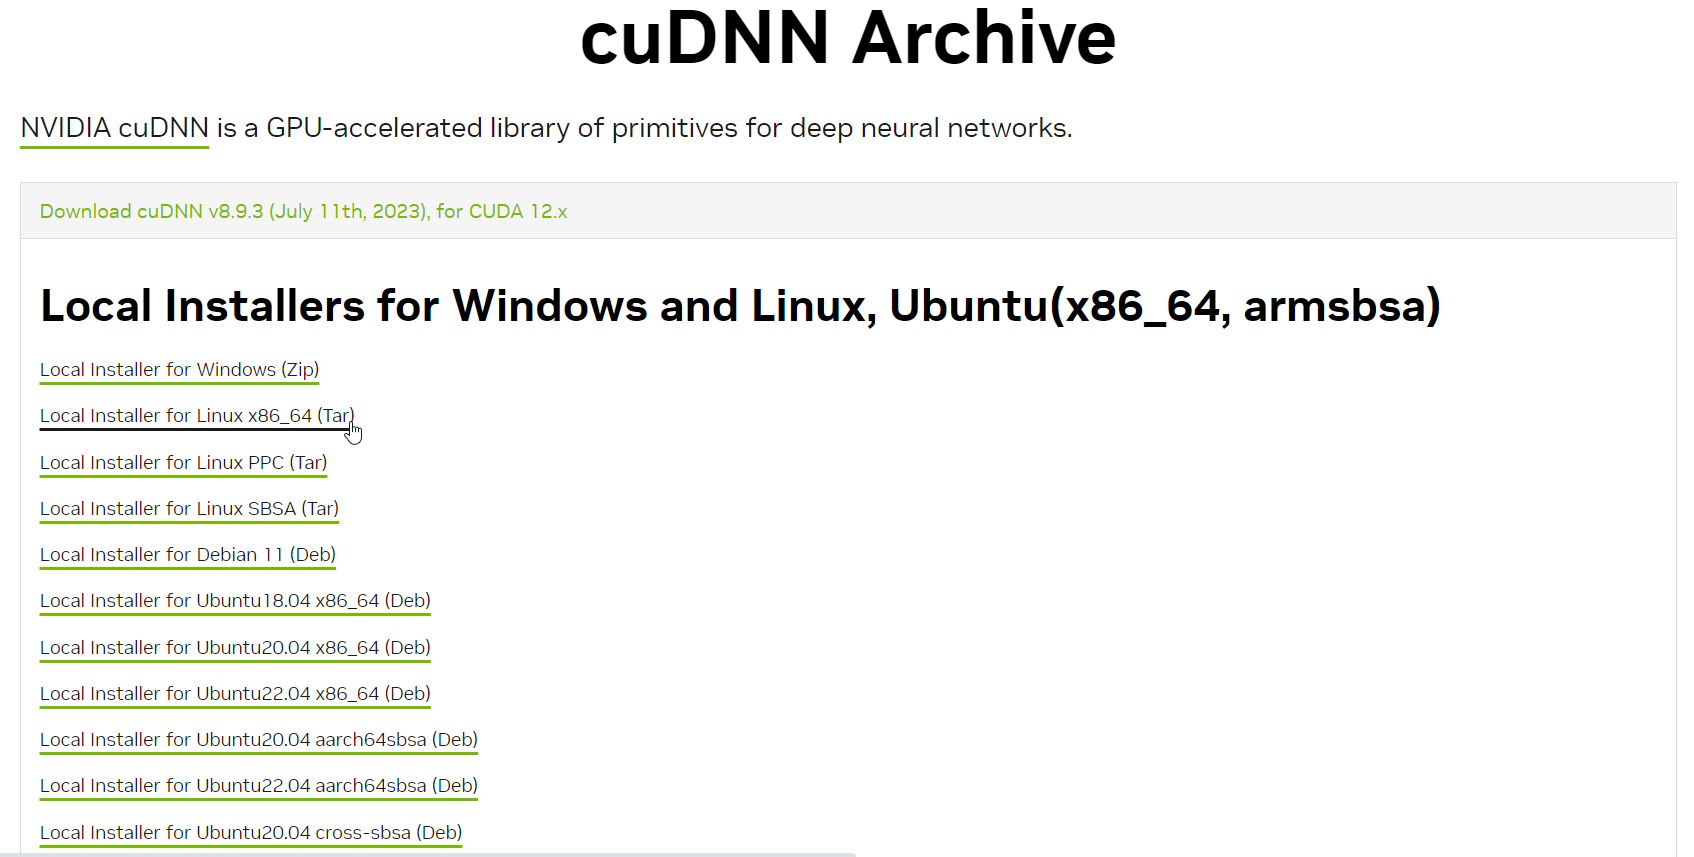 cuDNN Archive
NVIDIA cuDNN is a GPU-accelerated library of primitives for deep neural networks.
Download cuDNN v8.9.3 (July 11th, 2023), for CUDA 12.x
Local Installers for Windows and Linux, Ubuntu(x86_64, armsbsa)
Local Installer for Windows (Zip)
Local Installer for Linux x86_64 (Tar)
Local Installer for Linux PPC (Tar)
Local Installer for Linux SBSA (Tar)
Local Installer for Debian 11 (Deb)
Local Installer for Ubuntu18.04 x86_64 (Deb)
Local Installer for Ubuntu20.04 x86_64 (Deb)
Local Installer for Ubuntu22.04 x86_64 (Deb)
Local Installer for Ubuntu20.04 aarch64sbsa (Deb)
Local Installer for Ubuntu22.04 aarch64sbsa (Deb)
Local Installer for Ubuntu20.04 cross-sbsa (Deb)